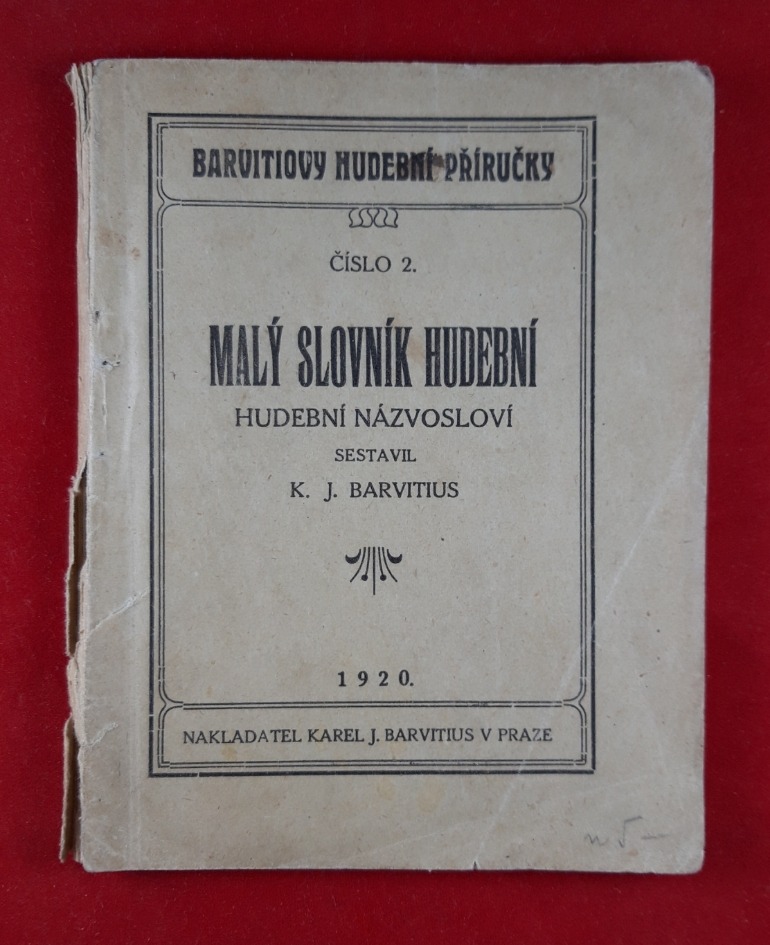 BARVITIOVY HUDEBNÍ PŘÍRUČKY
ČÍSLO 2.
MALÝ SLOVNÍK HUDEBNÍ
HUDEBNÍ NÁZVOSLOVÍ
SESTAVIL
K. J. BARVITIUS
1920.
NAKLADATEL KAREL J. BARVITIUS V PRAZE